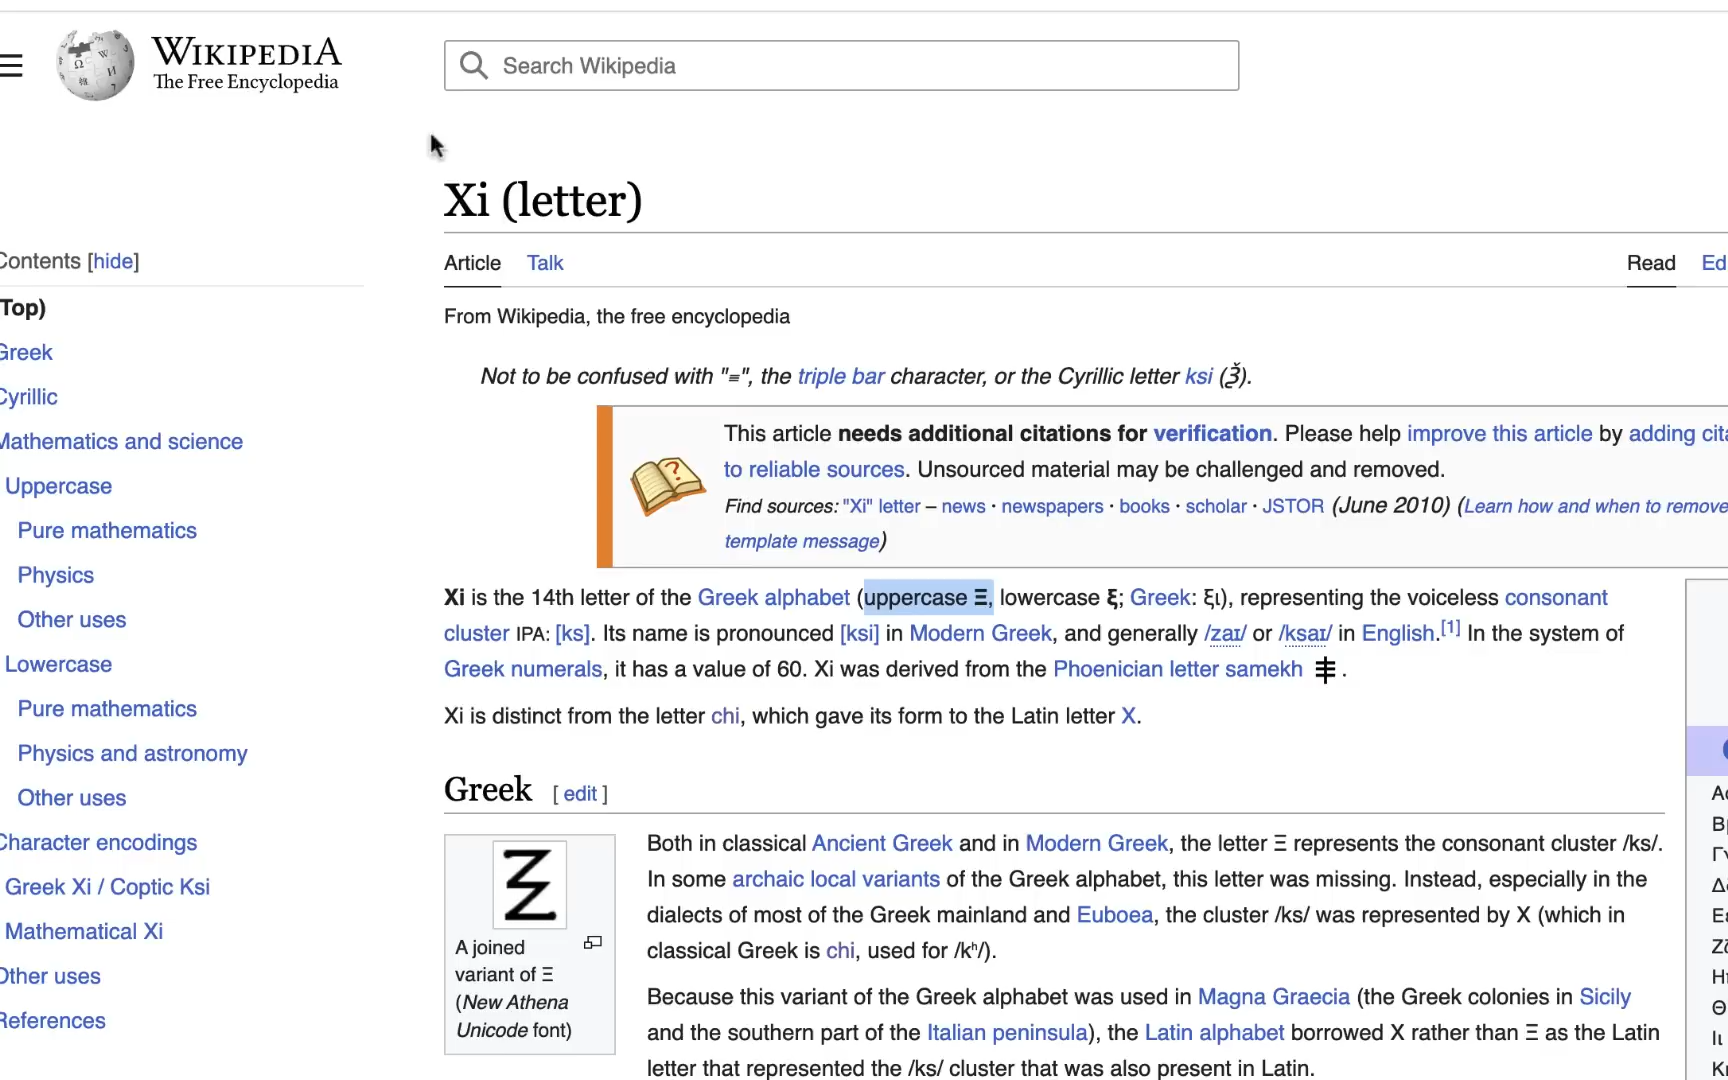 WIKIPEDIA
The Free Encyclopedia
Search Wikipedia
Xi (letter)
Contents [hide]
Article Talk
Read
(Top)
From Wikipedia, the free encyclopedia
Greek
Not to be confused with "≡", the triple bar character, or the Cyrillic letter ksi (Ѯ).
Cyrillic
This article needs additional citations for verification. Please help improve this article by adding
Mathematics and science
to reliable sources. Unsourced material may be challenged and removed.
Uppercase
Find sources: "Xi" letter – news · newspapers · books · scholar · JSTOR (June 2010) (Learn how and when to remove
Pure mathematics
template message)
Physics
Xi is the 14th letter of the Greek alphabet (uppercase Ξ, lowercase ξ; Greek: ξι), representing the voiceless consonant
Other uses
cluster IPA: [ks]. Its name is pronounced [ksi] in Modern Greek, and generally /zaɪ/ or /ksaɪ/ in English.[1] In the system of
Lowercase
Greek numerals, it has a value of 60. Xi was derived from the Phoenician letter samekh 𐤎.
Pure mathematics
Xi is distinct from the letter chi, which gave its form to the Latin letter X.
Physics and astronomy
Greek [ edit ]
Other uses
Character encodings
Greek Xi / Coptic Ksi
Mathematical Xi
Other uses
References
Ξ
A joined
variant of Ξ
(New Athena
Unicode font)
Both in classical Ancient Greek and in Modern Greek, the letter Ξ represents the consonant cluster /ks/.
In some archaic local variants of the Greek alphabet, this letter was missing. Instead, especially in the
dialects of most of the Greek mainland and Euboea, the cluster /ks/ was represented by Χ (which in
classical Greek is chi, used for /kʰ/).
Because this variant of the Greek alphabet was used in Magna Graecia (the Greek colonies in Sicily
and the southern part of the Italian peninsula), the Latin alphabet borrowed Χ rather than Ξ as the Latin
letter that represented the /ks/ cluster that was also present in Latin.